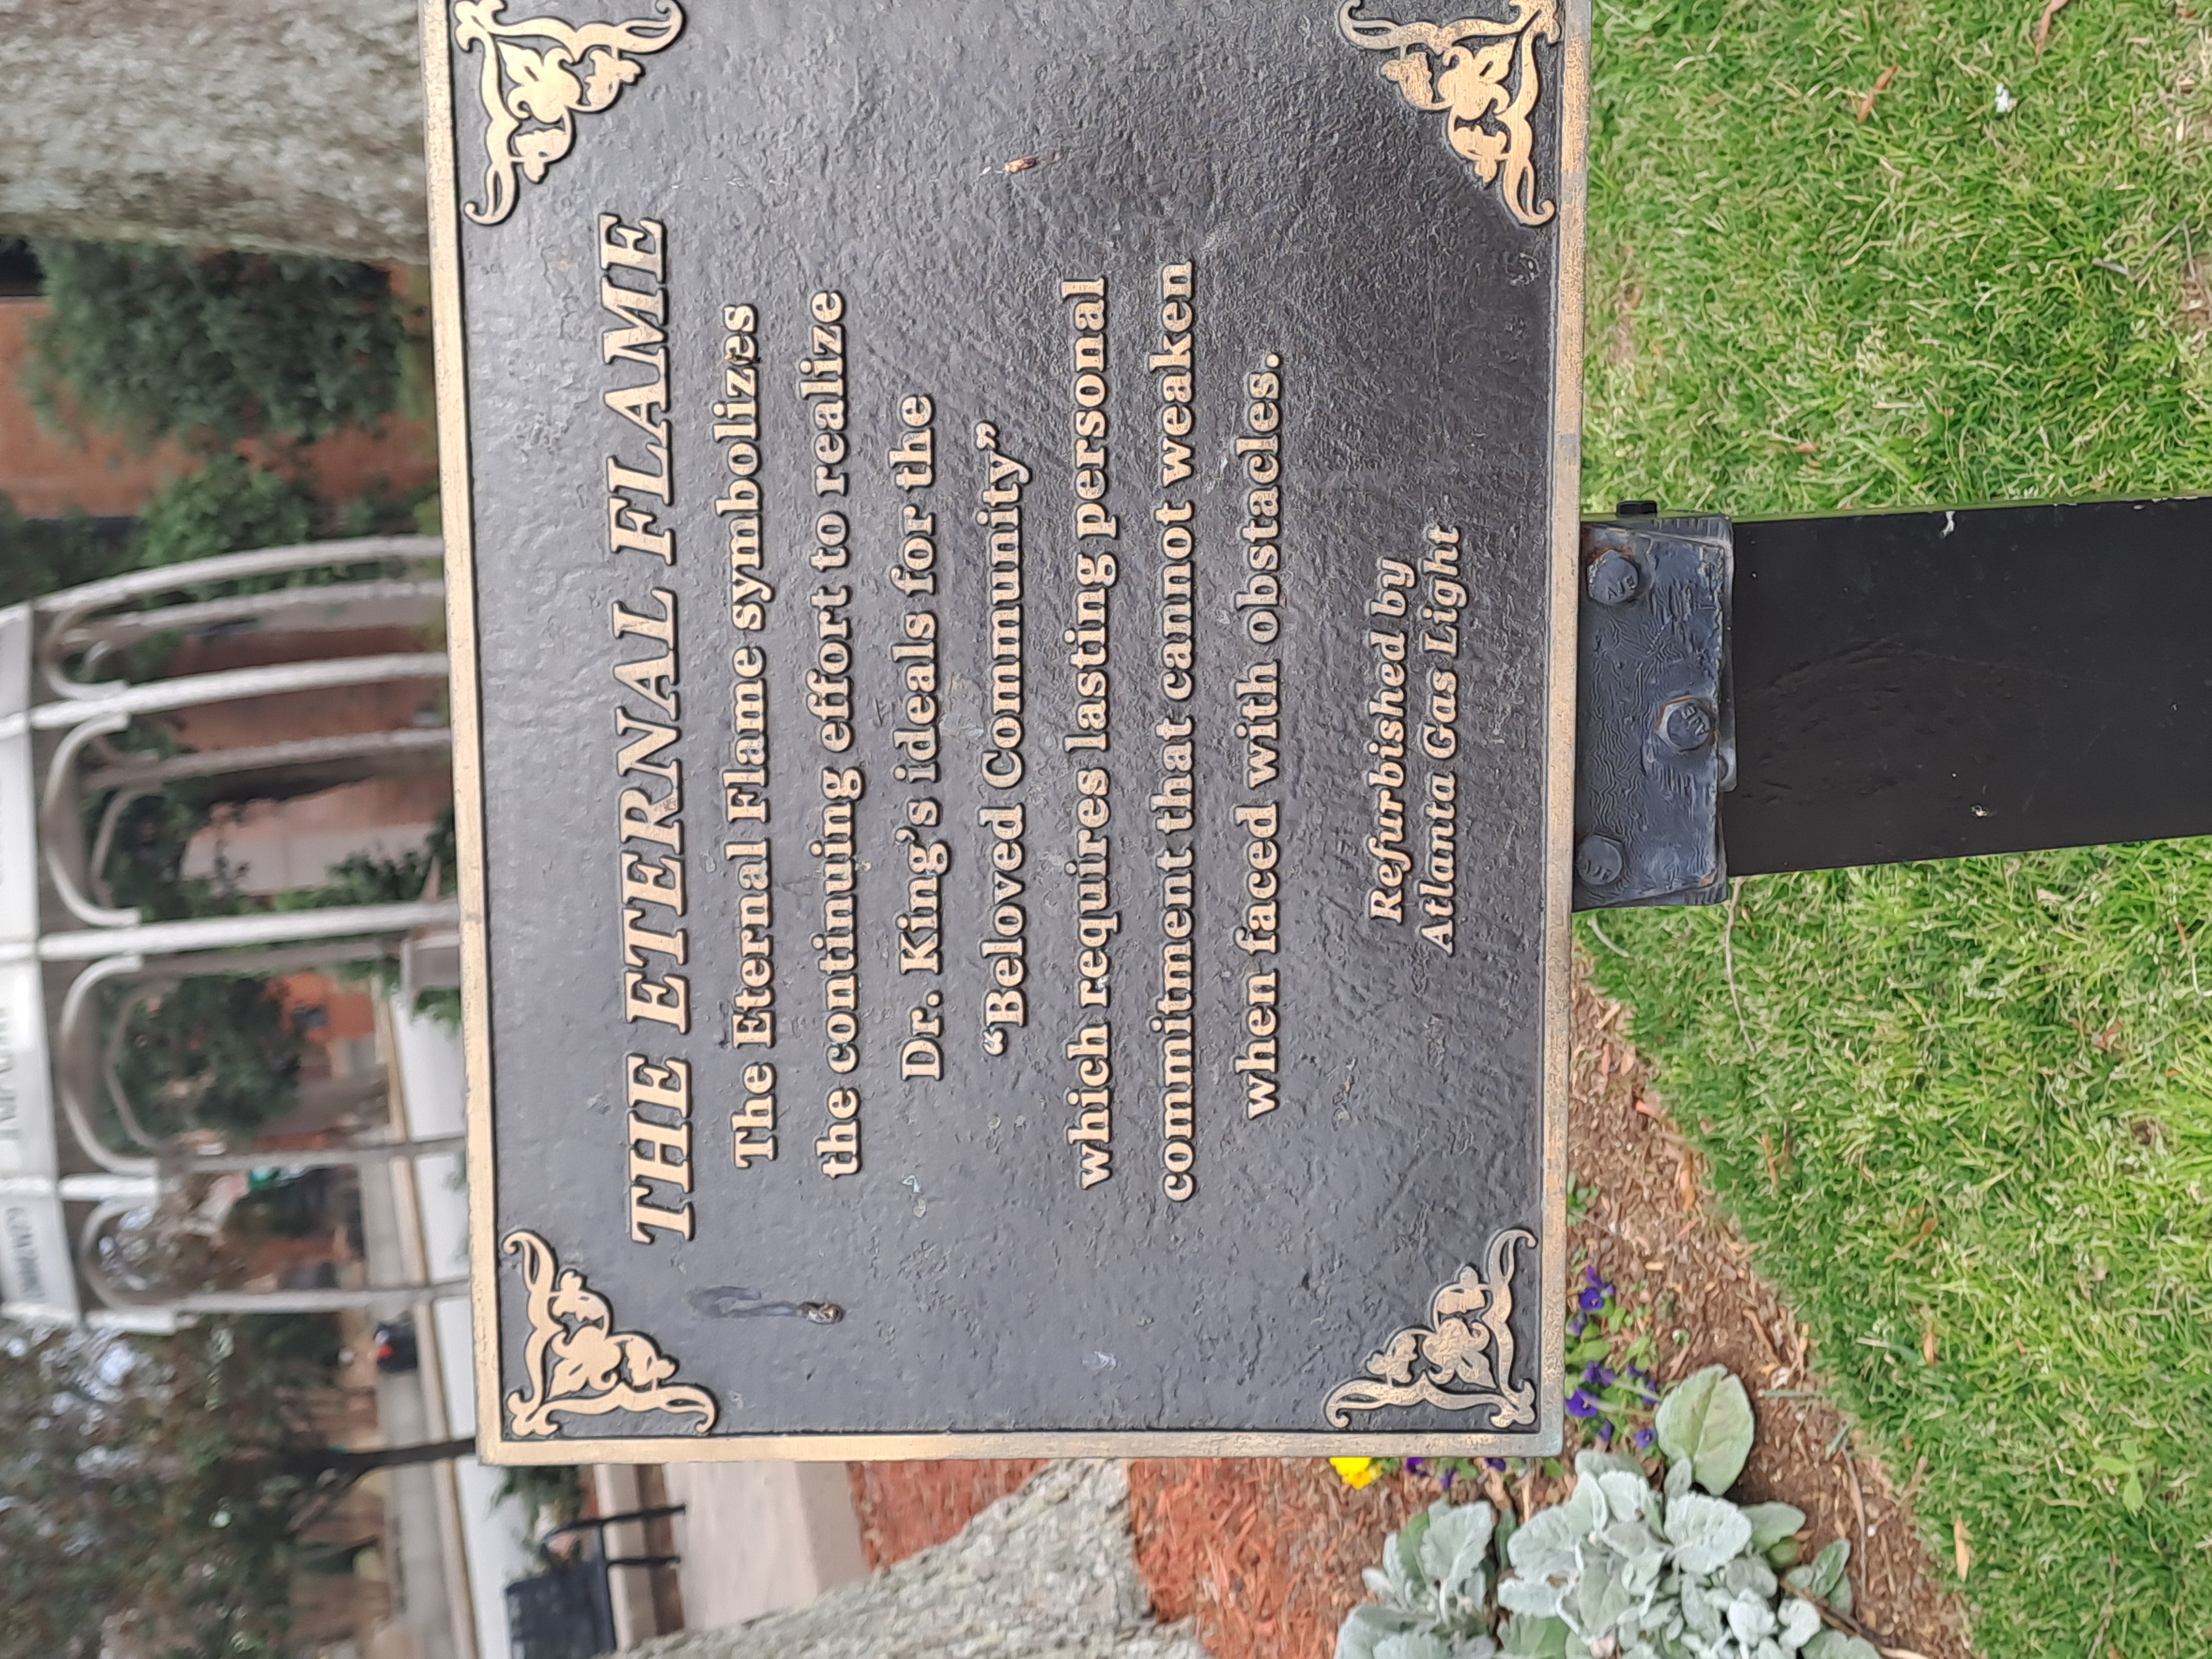 THE ETERNAL FLAME
The Eternal Flame symbolizes
the continuing effort to realize
Dr. King's ideals for the
“Beloved Community”
which requires lasting personal
commitment that cannot weaken
when faced with obstacles.
Refurbished by
Atlanta Gas Light